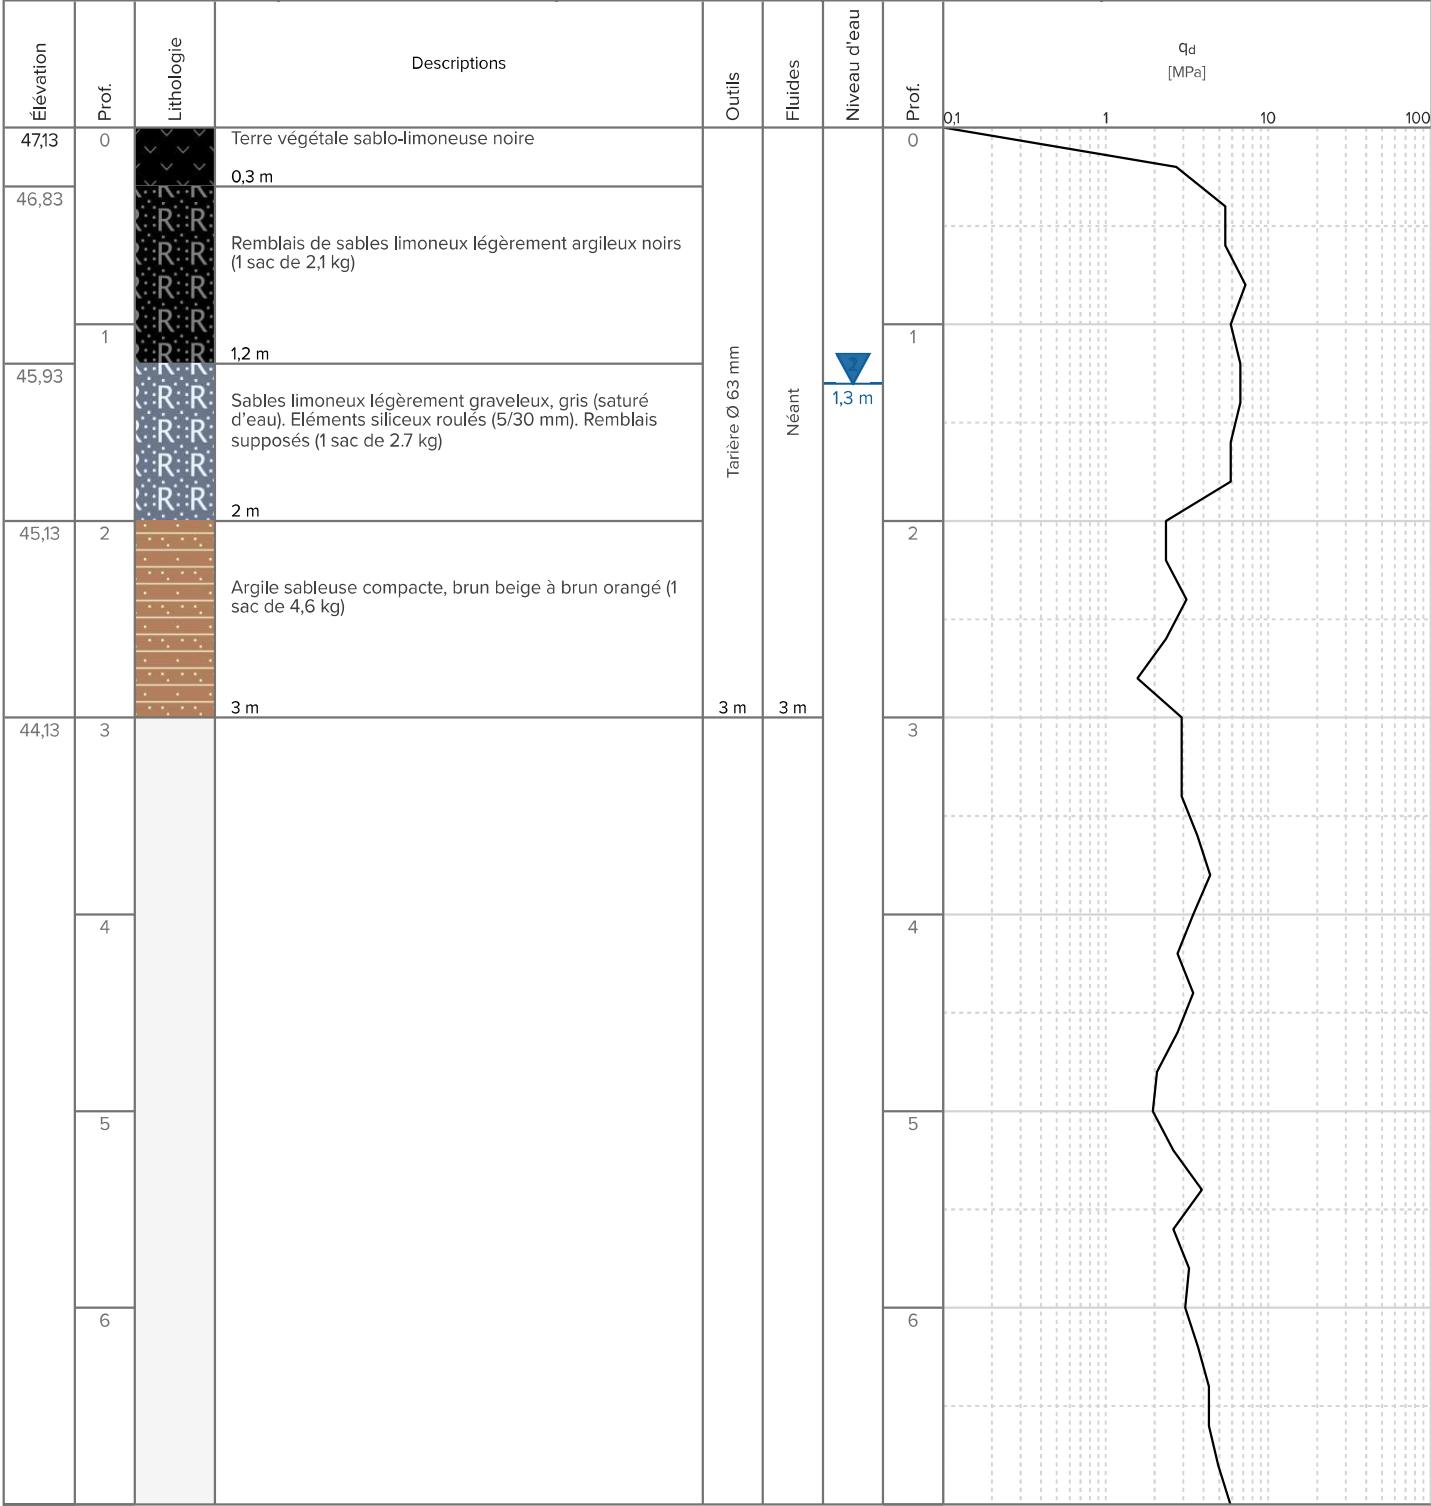 Élévation
Prof.
Lithologie
Descriptions
Outils
Fluides
Niveau d'eau
Prof.
qd
[MPa]
0,1 1 10 100
47,13 0 Terre végétale sablo-limoneuse noire 0
0,3 m
46,83
Remblais de sables limoneux légèrement argileux noirs
(1 sac de 2,1 kg)
1 1
1,2 m
45,93
Sables limoneux légèrement graveleux, gris (saturé
d'eau). Eléments siliceux roulés (5/30 mm). Remblais
supposés (1 sac de 2.7 kg)
2 m
Tarière Ø 63 mm
Néant
1,3 m
45,13 2 2
Argile sableuse compacte, brun beige à brun orangé (1
sac de 4,6 kg)
3 m 3 m 3 m
44,13 3 3
4 4
5 5
6 6